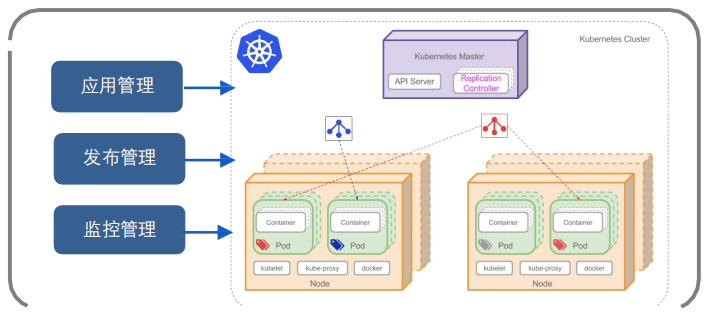 Kubernetes Cluster
Kubernetes Master
API Server
Replication
Controller
应用管理
发布管理
监控管理
Container
Pod
Container
Pod
kubelet
kube-proxy
docker
Node
Container
Pod
Container
Pod
kubelet
kube-proxy
docker
Node